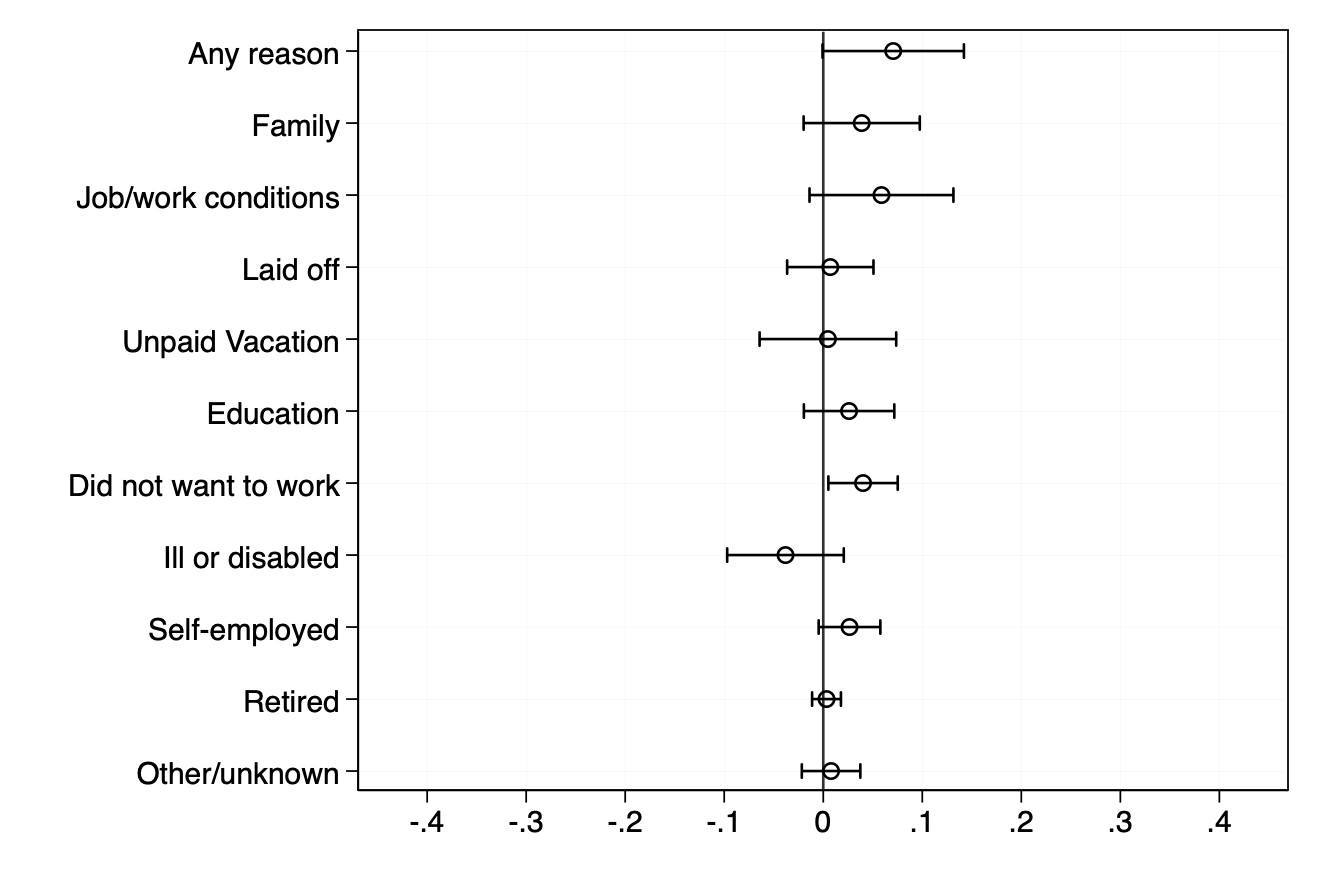 Any reason
Family
Job/work conditions
Laid off
Unpaid Vacation
Education
Did not want to work
Ill or disabled
Self-employed
Retired
Other/unknown
-.4 -.3 -.2 -.1 0 .1 .2 .3 .4